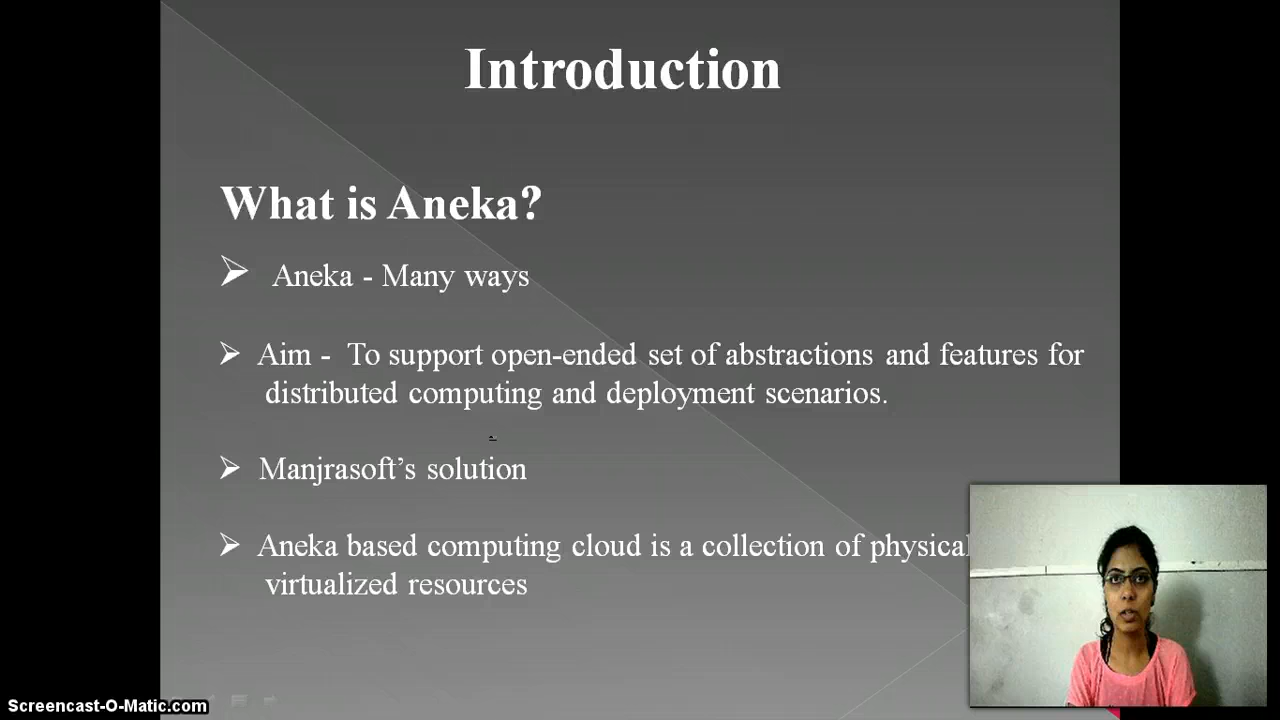 Introduction
What is Aneka?
➢ Aneka - Many ways
➢ Aim - To support open-ended set of abstractions and features for
distributed computing and deployment scenarios.
➢ Manjrasoft’s solution
➢ Aneka based computing cloud is a collection of physical
virtualized resources
Screencast-O-Matic.com